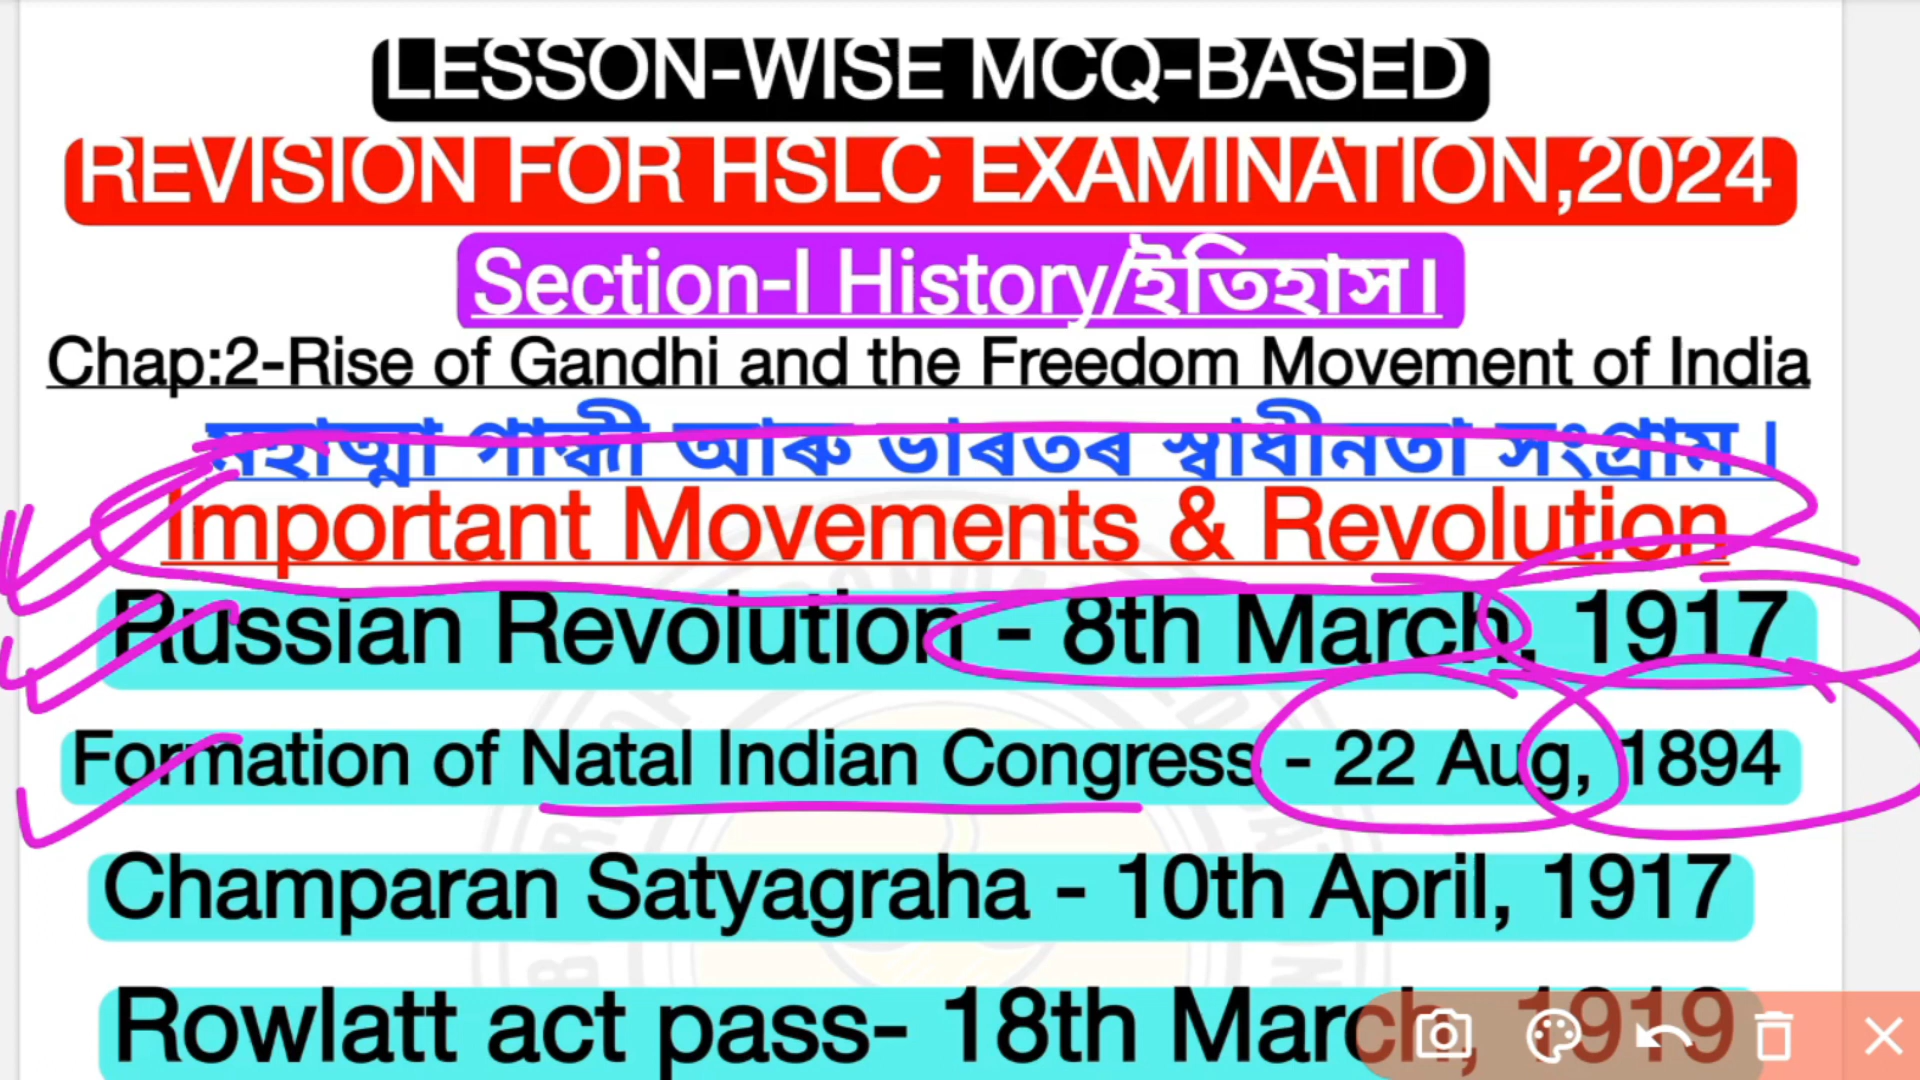 LESSON-WISE MCQ-BASED
REVISION FOR HSLC EXAMINATION,2024
Section-I History/ইতিহাস।
Chap:2-Rise of Gandhi and the Freedom Movement of India
মহাত্মা গান্ধী আৰু ভাৰতৰ স্বাধীনতা সংগ্ৰাম।
Important Movements & Revolution
Russian Revolution - 8th March, 1917
Formation of Natal Indian Congress - 22 Aug, 1894
Champaran Satyagraha - 10th April, 1917
Rowlatt act pass- 18th March, 1919